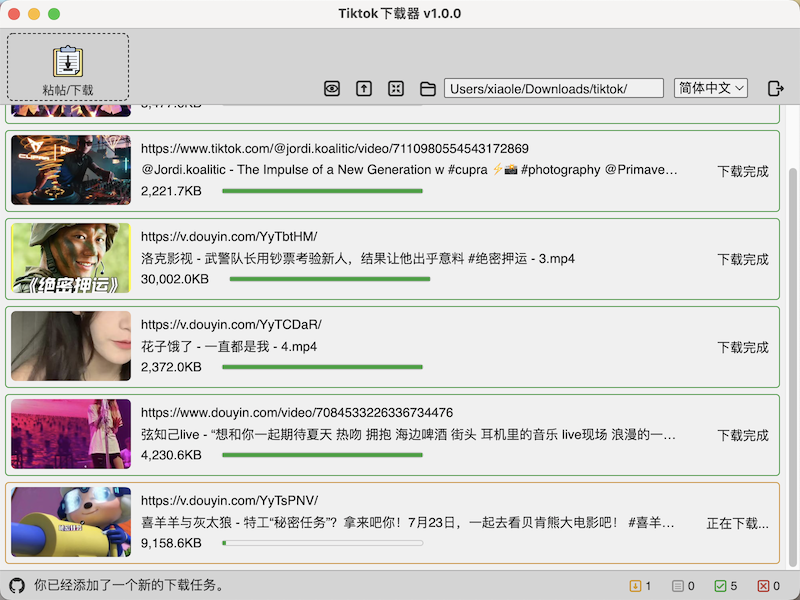 Tiktok下载器 v1.0.0
粘帖/下载
Users/xiaole/Downloads/tiktok/
简体中文
https://www.tiktok.com/@jordi.koalitic/video/7110980554543172869
@Jordi.koalitic - The Impulse of a New Generation w #cupra ⚡📸 #photography @Primave…
2,221.7KB
下载完成
https://v.douyin.com/YyTbtHM/
洛克影视 - 武警队长用钞票考验新人，结果让他出乎意料 #绝密押运 - 3.mp4
30,002.0KB
下载完成
《绝密押运》
https://v.douyin.com/YyTCDaR/
花子饿了 - 一直都是我 - 4.mp4
2,372.0KB
下载完成
https://www.douyin.com/video/7084533226336734476
弦知己live - “想和你一起期待夏天 热吻 拥抱 海边啤酒 街头 耳机里的音乐 live现场 浪漫的一…
4,230.6KB
下载完成
https://v.douyin.com/YyTsPNV/
喜羊羊与灰太狼 - 特工“秘密任务”？拿来吧你！7月23日，一起去看贝肯熊大电影吧！ #喜羊…
9,158.6KB
正在下载...
你已经添加了一个新的下载任务。
1 0 5 0